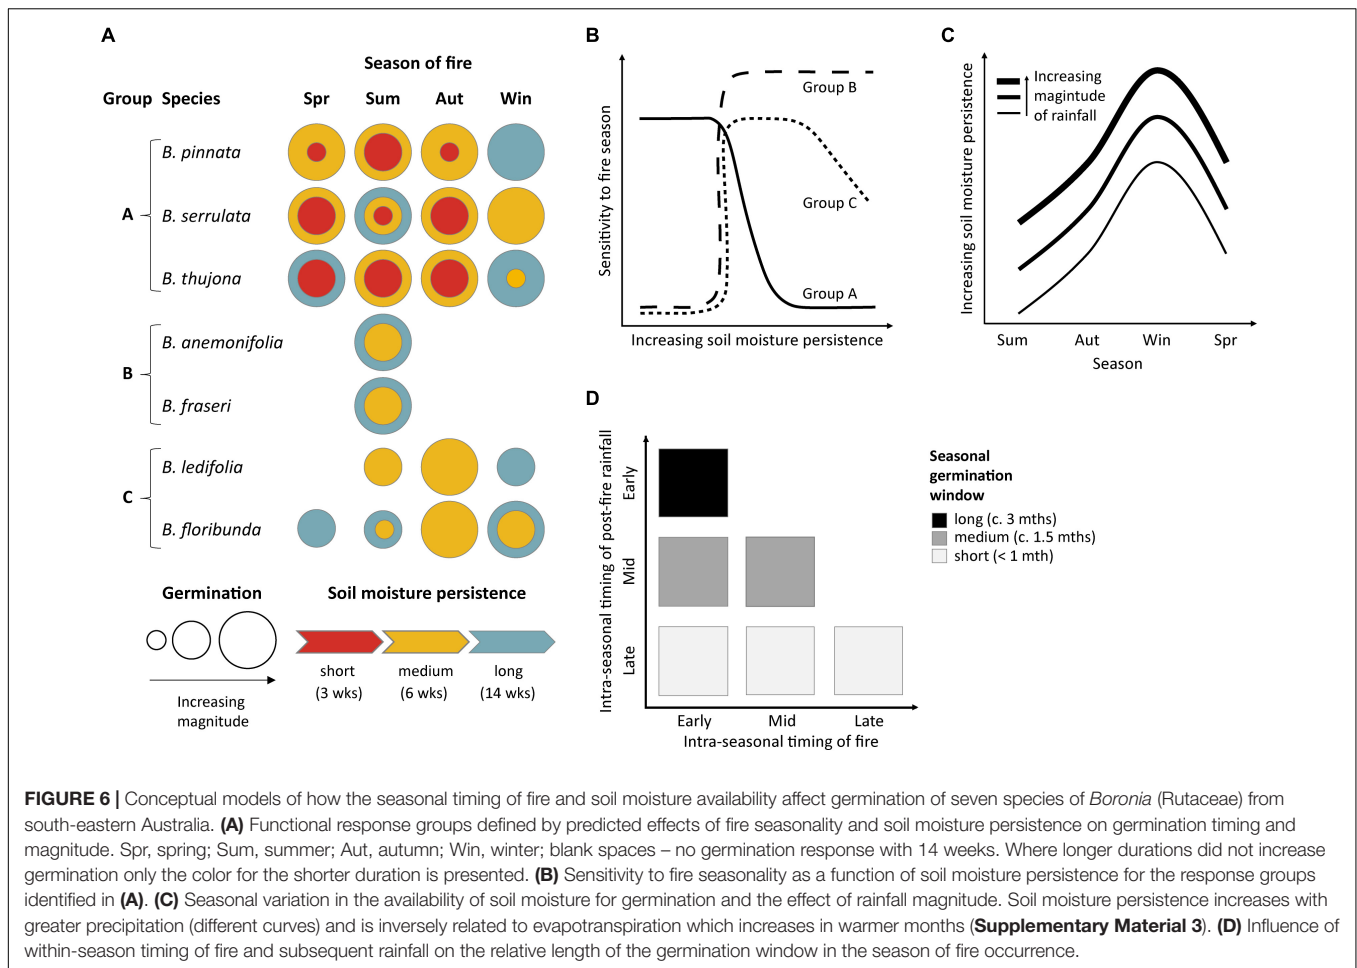 A
Season of fire
Group Species Spr Sum Aut Win
B. pinnata
A
B. serrulata
B. thujona
B. anemonifolia
B
B. fraseri
B. ledifolia
C
B. floribunda
Germination
Increasing
magnitude
Soil moisture persistence
short
(3 wks)
medium
(6 wks)
long
(14 wks)
B
Sensitivity to fire season
Group B
Group C
Group A
Increasing soil moisture persistence
C
Increasing soil moisture persistence
Increasing
magintude
of rainfall
Sum Aut Win Spr
Season
D
Intra-seasonal timing of post-fire rainfall
Early
Mid
Late
Early Mid Late
Intra-seasonal timing of fire
Seasonal
germination
window
long (c. 3 mths)
medium (c. 1.5 mths)
short (< 1 mth)
FIGURE 6 | Conceptual models of how the seasonal timing of fire and soil moisture availability affect germination of seven species of Boronia (Rutaceae) from
south-eastern Australia. (A) Functional response groups defined by predicted effects of fire seasonality and soil moisture persistence on germination timing and
magnitude. Spr, spring; Sum, summer; Aut, autumn; Win, winter; blank spaces – no germination response with 14 weeks. Where longer durations did not increase
germination only the color for the shorter duration is presented. (B) Sensitivity to fire seasonality as a function of soil moisture persistence for the response groups
identified in (A). (C) Seasonal variation in the availability of soil moisture for germination and the effect of rainfall magnitude. Soil moisture persistence increases with
greater precipitation (different curves) and is inversely related to evapotranspiration which increases in warmer months (Supplementary Material 3). (D) Influence of
within-season timing of fire and subsequent rainfall on the relative length of the germination window in the season of fire occurrence.